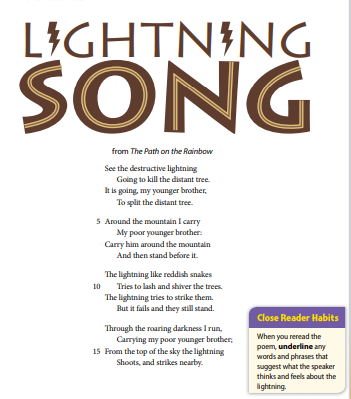 LIGHTNING
SONG
from The Path on the Rainbow
See the destructive lightning
Going to kill the distant tree.
It is going, my younger brother,
To split the distant tree.
5 Around the mountain I carry
My poor younger brother:
Carry him around the mountain
And then stand before it.
The lightning like reddish snakes
10 Tries to lash and shiver the trees.
The lightning tries to strike them.
But it fails and they still stand.
Through the roaring darkness I run,
Carrying my poor younger brother;
15 From the top of the sky the lightning
Shoots, and strikes nearby.
Close Reader Habits
When you reread the
poem, underline any
words and phrases that
suggest what the speaker
thinks and feels about the
lightning.